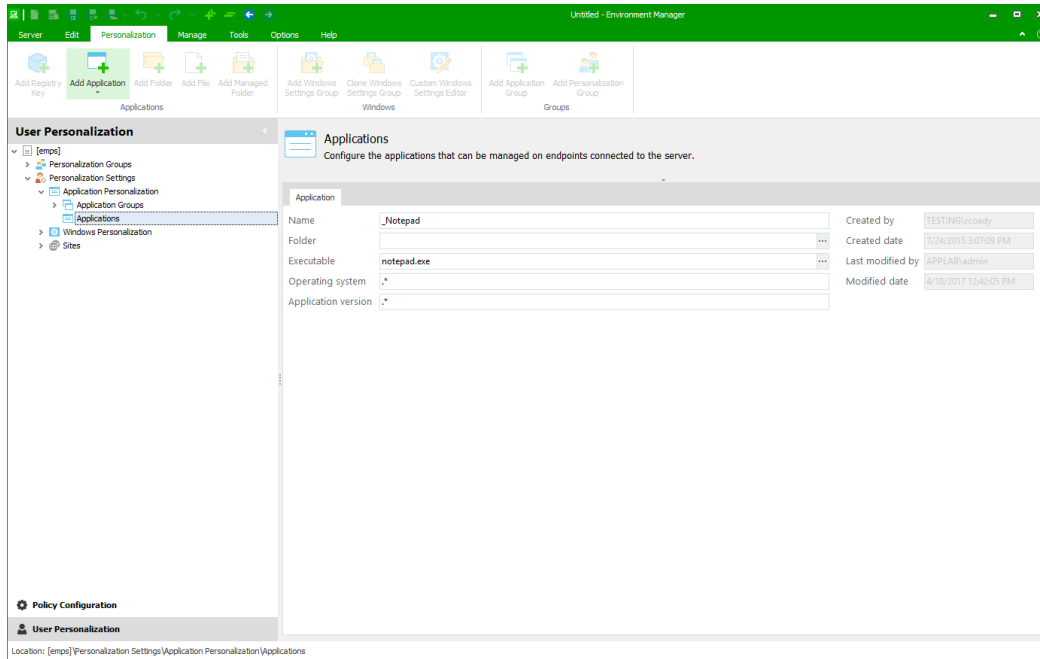 Untitled - Environment Manager
Server Edit Personalization Manage Tools Options Help
Add Registry Key
Add Application
Add Folder
Add File
Add Managed Folder
Add Windows Settings Group
Clone Windows Settings Group
Custom Windows Settings Editor
Add Application Group
Add Personalization Group
Applications
Windows
Groups
User Personalization
[emps]
Personalization Groups
Personalization Settings
Application Personalization
Application Groups
Applications
Windows Personalization
Sites
Policy Configuration
User Personalization
Applications
Configure the applications that can be managed on endpoints connected to the server.
Application
Name _Notepad
Folder
Executable notepad.exe
Operating system .*
Application version .*
Created by TESTING\rcoady
Created date 7/24/2015 3:07:09 PM
Last modified by APPLAB\admin
Modified date 4/10/2017 12:42:05 PM
Location: [emps]\Personalization Settings\Application Personalization\Applications